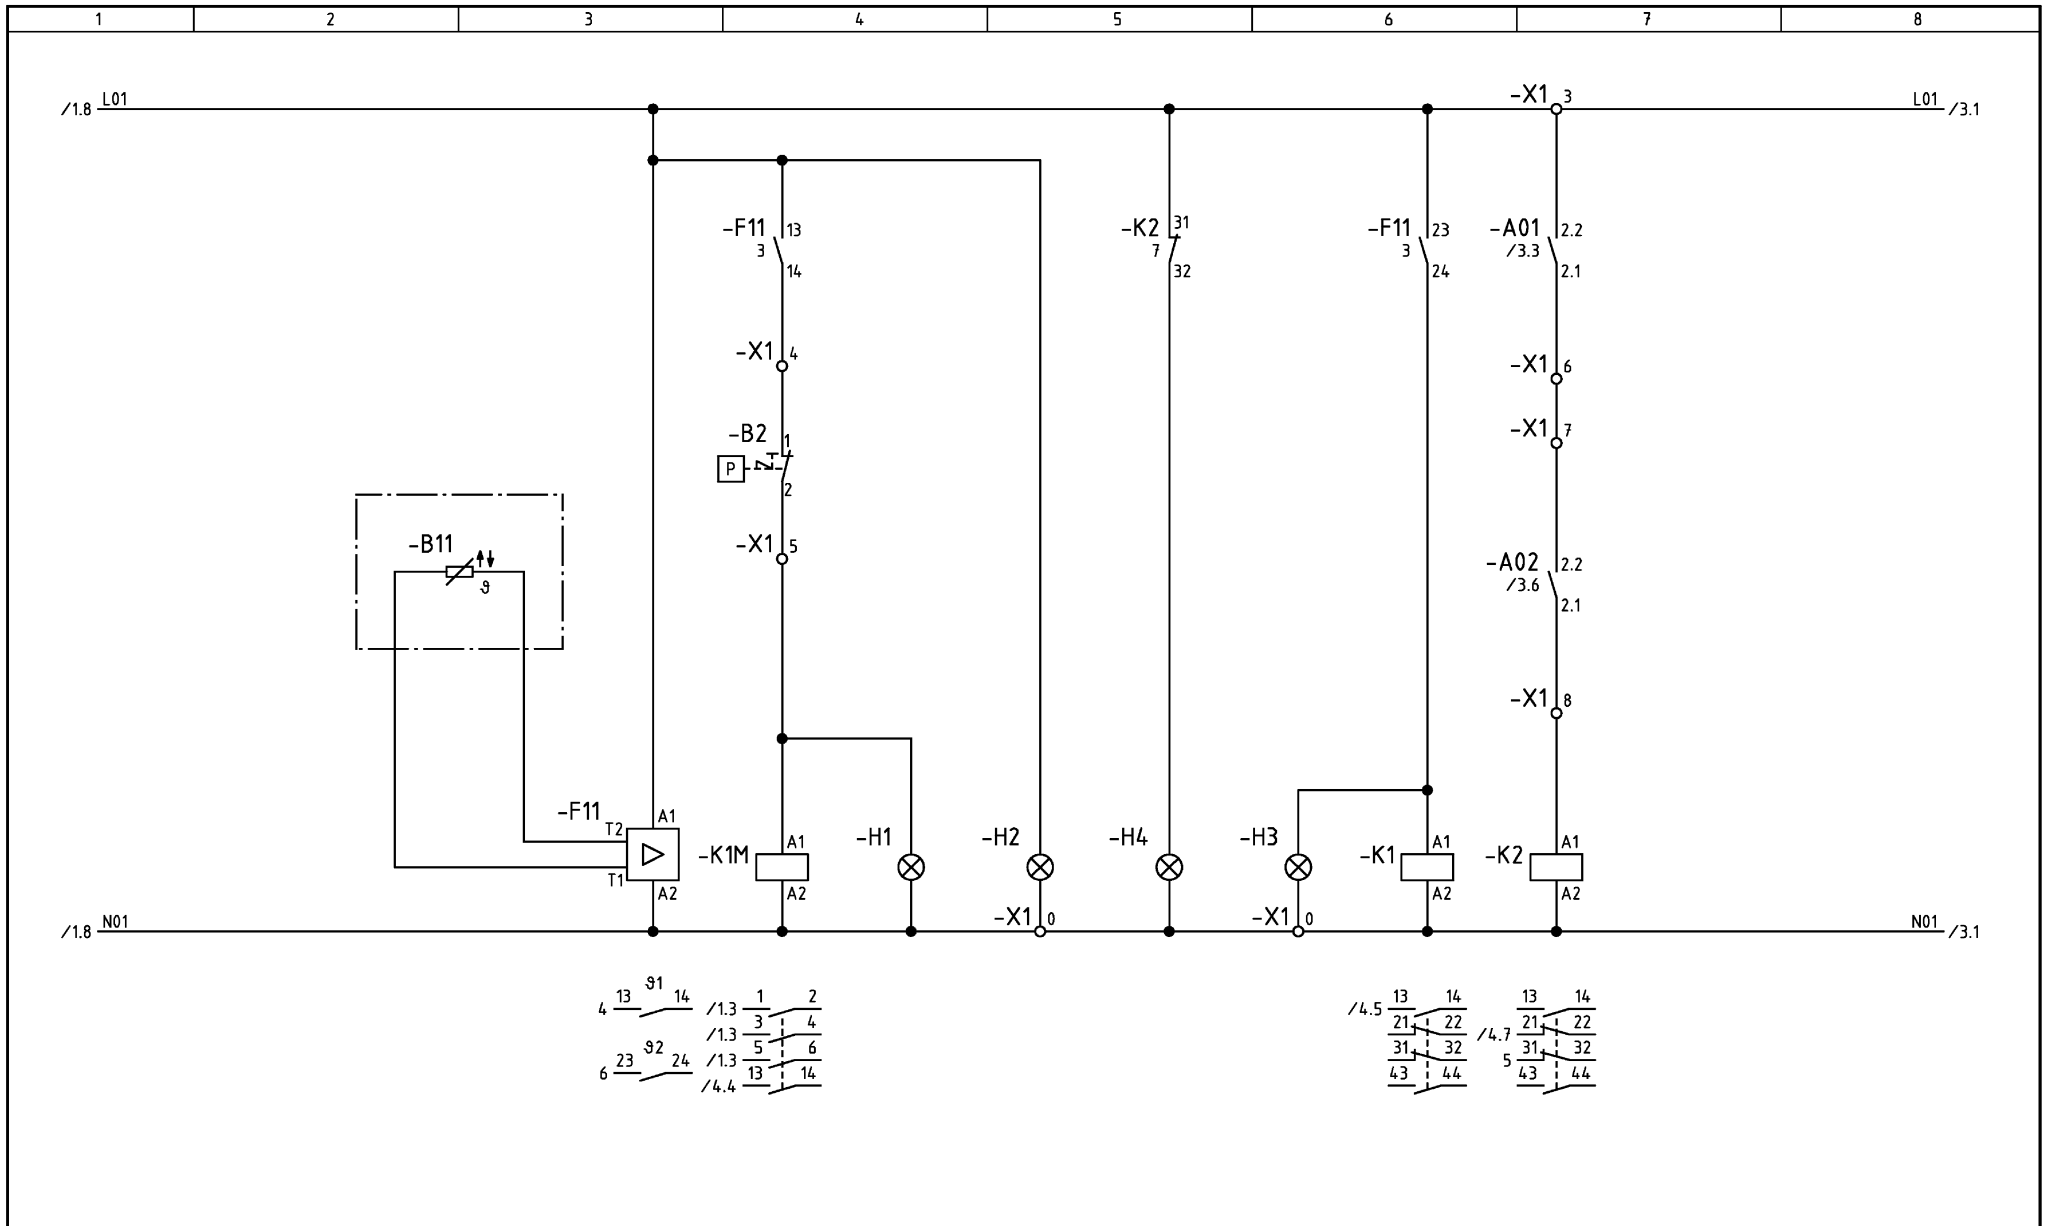 1 2 3 4 5 6 7 8
-X1 3
/1.8 L01 L01 /3.1
-F11 13
3
14
-K2 31
7
32
-F11 23
3
24
-A01 2.2
/3.3
2.1
-X1 4
-X1 6
-X1 7
-B2 1
P
2
-X1 5
-B11
ϑ
-A02 2.2
/3.6
2.1
-X1 8
-F11 T2 A1
T1 A2
-K1M A1
A2
-H1
-H2
-H4
-H3
-K1 A1
A2
-K2 A1
A2
-X1 0
-X1 0
/1.8 N01 N01 /3.1
ϑ1
4 13 14
ϑ2
6 23 24
/1.3 1 2
/1.3 3 4
/1.3 5 6
/4.4 13 14
/4.5 13 14
21 22
31 32
43 44
13 14
/4.7 21 22
5 31 32
43 44